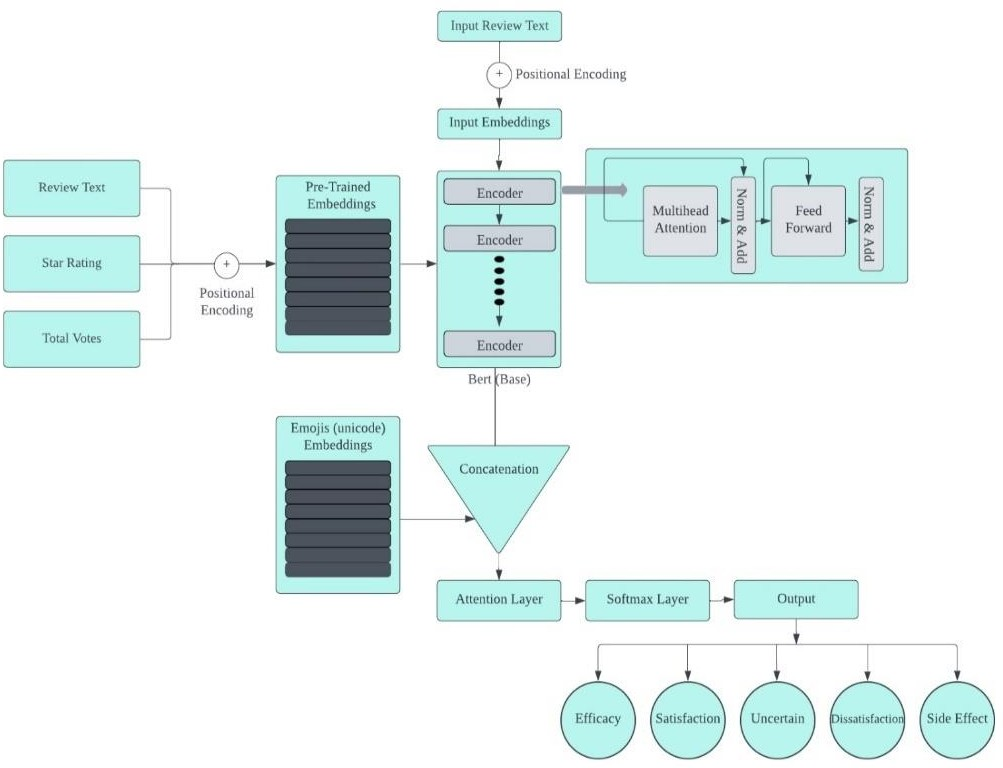 Input Review Text
+
Positional Encoding
Input Embeddings
Review Text
Star Rating
Total Votes
+
Positional
Encoding
Pre-Trained
Embeddings
Encoder
Encoder
Encoder
Bert (Base)
Multihead
Attention
Norm & Add
Feed
Forward
Norm & Add
Emojis (unicode)
Embeddings
Concatenation
Attention Layer
Softmax Layer
Output
Efficacy
Satisfaction
Uncertain
Dissatisfaction
Side Effect